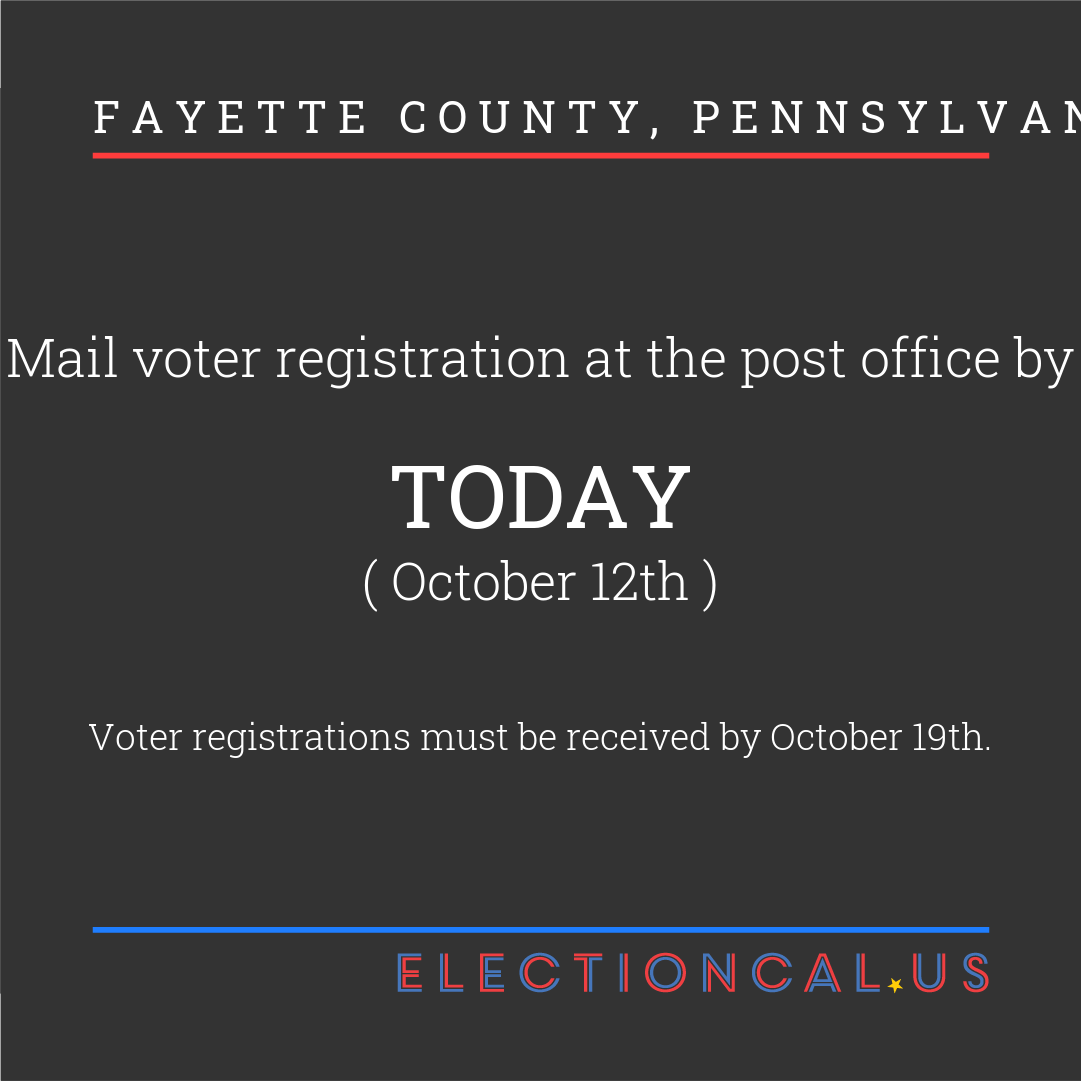 FAYETTE COUNTY, PENNSYLVAN
Mail voter registration at the post office by
TODAY
( October 12th )
Voter registrations must be received by October 19th.
ELECTIONCAL.US